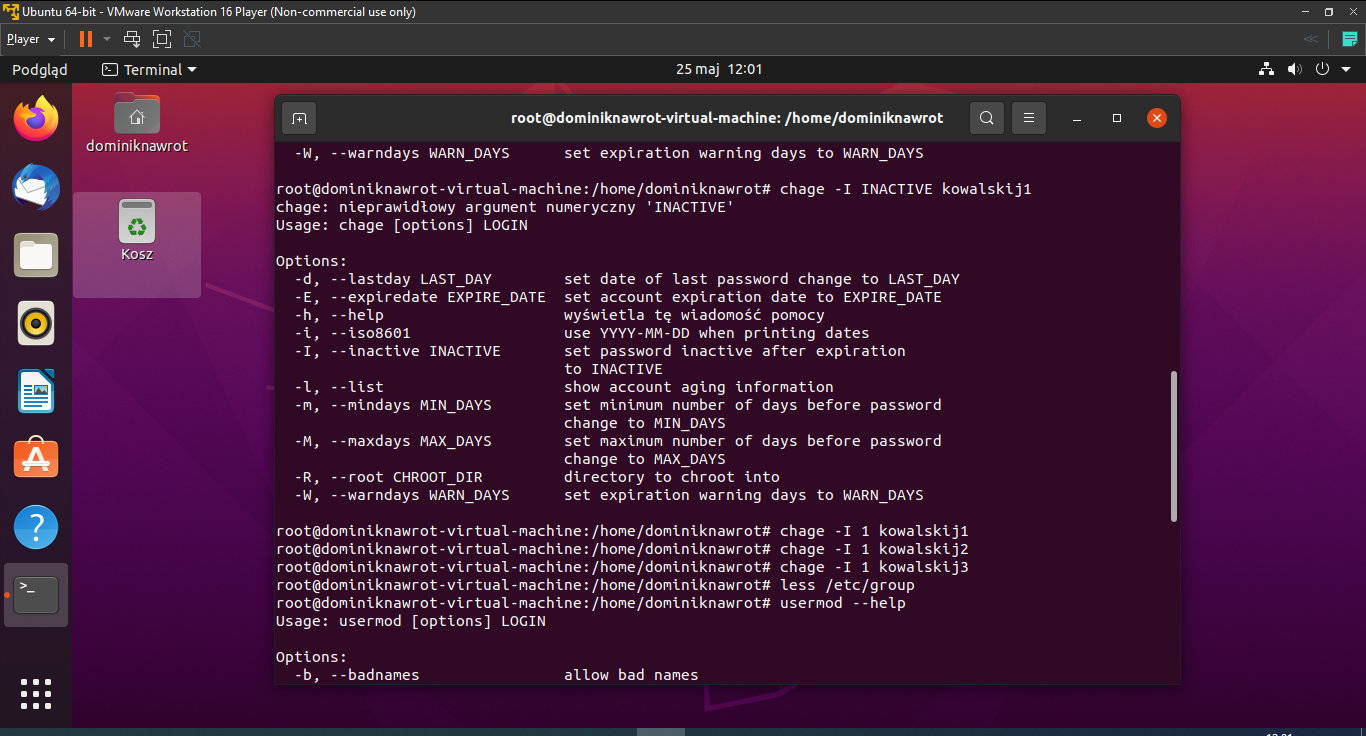 Ubuntu 64-bit - VMware Workstation 16 Player (Non-commercial use only)
Player
Podgląd Terminal 25 maj 12:01
dominiknawrot
Kosz
root@dominiknawrot-virtual-machine: /home/dominiknawrot
  -W, --warndays WARN_DAYS      set expiration warning days to WARN_DAYS
root@dominiknawrot-virtual-machine:/home/dominiknawrot# chage -I INACTIVE kowalskij1
chage: nieprawidłowy argument numeryczny 'INACTIVE'
Usage: chage [options] LOGIN
Options:
  -d, --lastday LAST_DAY        set date of last password change to LAST_DAY
  -E, --expiredate EXPIRE_DATE  set account expiration date to EXPIRE_DATE
  -h, --help                    wyświetla tę wiadomość pomocy
  -i, --iso8601                 use YYYY-MM-DD when printing dates
  -I, --inactive INACTIVE       set password inactive after expiration
                                to INACTIVE
  -l, --list                    show account aging information
  -m, --mindays MIN_DAYS        set minimum number of days before password
                                change to MIN_DAYS
  -M, --maxdays MAX_DAYS        set maximum number of days before password
                                change to MAX_DAYS
  -R, --root CHROOT_DIR         directory to chroot into
  -W, --warndays WARN_DAYS      set expiration warning days to WARN_DAYS
root@dominiknawrot-virtual-machine:/home/dominiknawrot# chage -I 1 kowalskij1
root@dominiknawrot-virtual-machine:/home/dominiknawrot# chage -I 1 kowalskij2
root@dominiknawrot-virtual-machine:/home/dominiknawrot# chage -I 1 kowalskij3
root@dominiknawrot-virtual-machine:/home/dominiknawrot# less /etc/group
root@dominiknawrot-virtual-machine:/home/dominiknawrot# usermod --help
Usage: usermod [options] LOGIN
Options:
  -b, --badnames                allow bad names